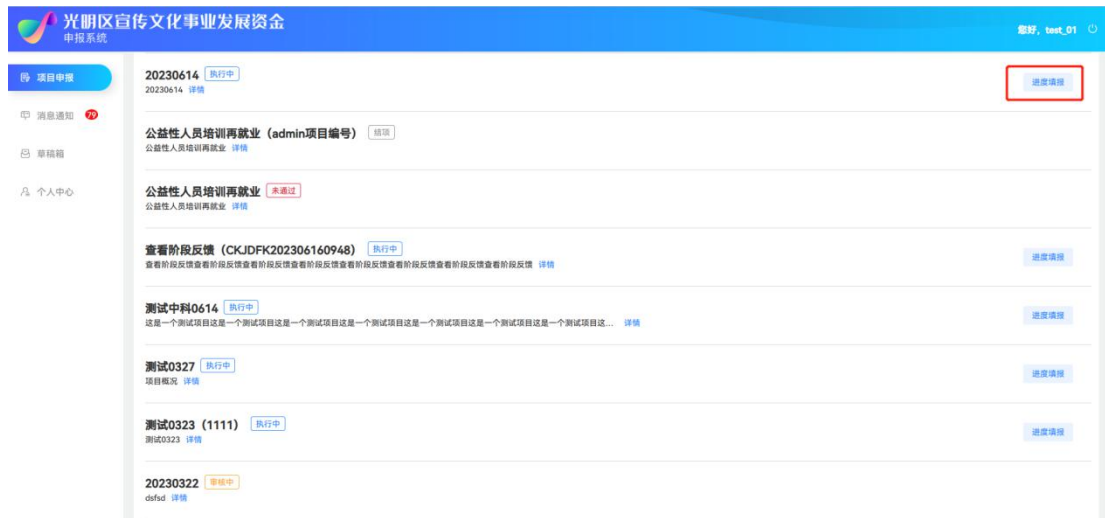 光明区宣传文化事业发展资金
申报系统
您好，test_01
项目申报
消息通知 79
草稿箱
个人中心
20230614 执行中
20230614 详情
进度填报
公益性人员培训再就业（admin项目编号） 结项
公益性人员培训再就业 详情
公益性人员培训再就业 未通过
公益性人员培训再就业 详情
查看阶段反馈（CKJDFK202306160948） 执行中
查看阶段反馈查看阶段反馈查看阶段反馈查看阶段反馈查看阶段反馈查看阶段反馈查看阶段反馈 详情
进度填报
测试中科0614 执行中
这是一个测试项目这是一个测试项目这是一个测试项目这是一个测试项目这是一个测试项目这是一个测试项目这是一个测试项目这... 详情
进度填报
测试0327 执行中
项目概况 详情
进度填报
测试0323（1111） 执行中
测试0323 详情
进度填报
20230322 审核中
dsfsd 详情